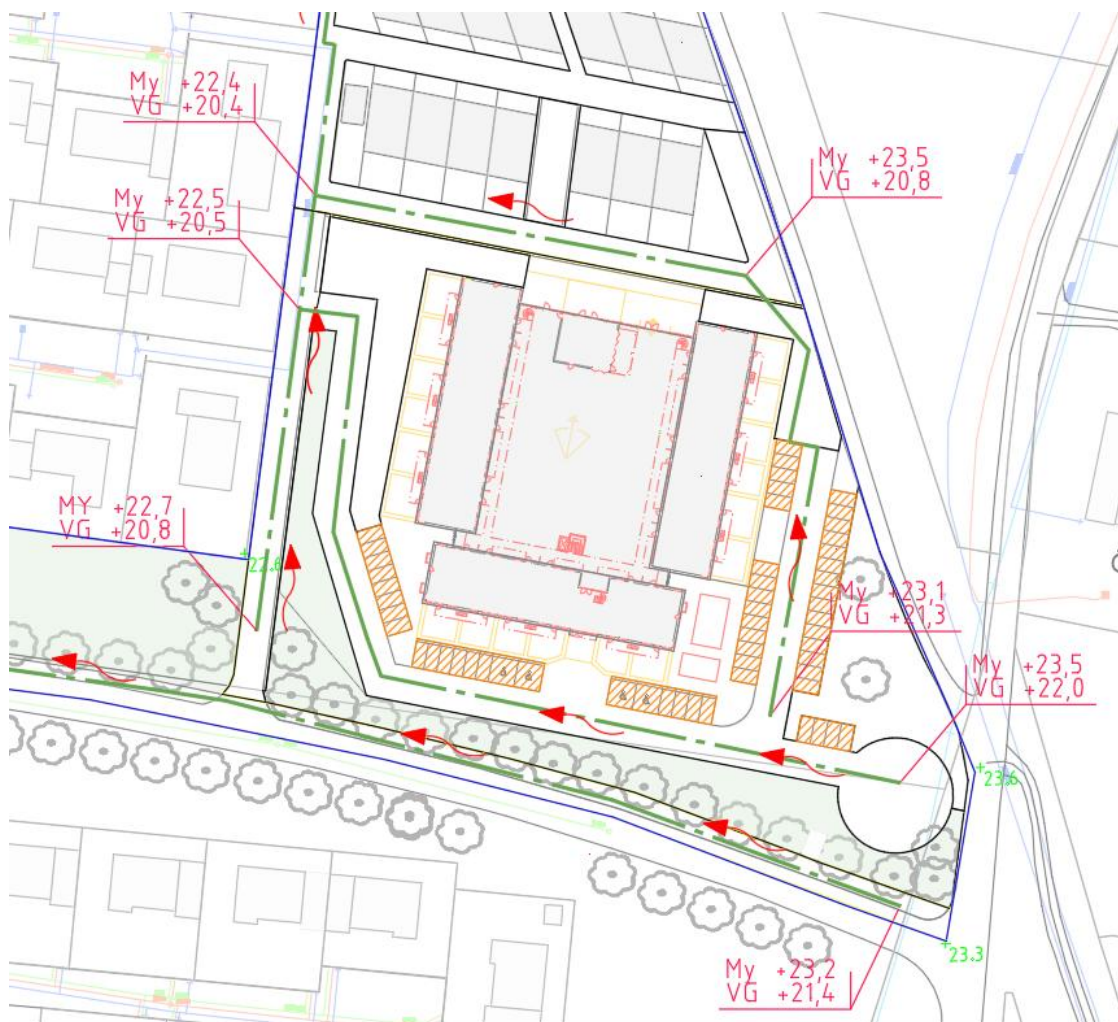 My +22,4
VG +20,4
My +23,5
VG +20,8
My +22,5
VG +20,5
MY +22,7
VG +20,8
22.6
My +23,1
VG +21,3
My +23,5
VG +22,0
23.6
23.3
My +23,2
VG +21,4